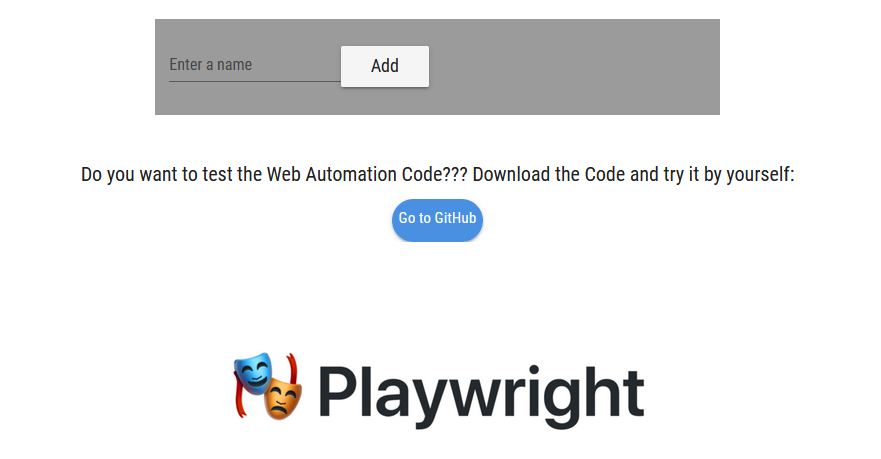 Enter a name
Add
Do you want to test the Web Automation Code??? Download the Code and try it by yourself:
Go to GitHub
Playwright